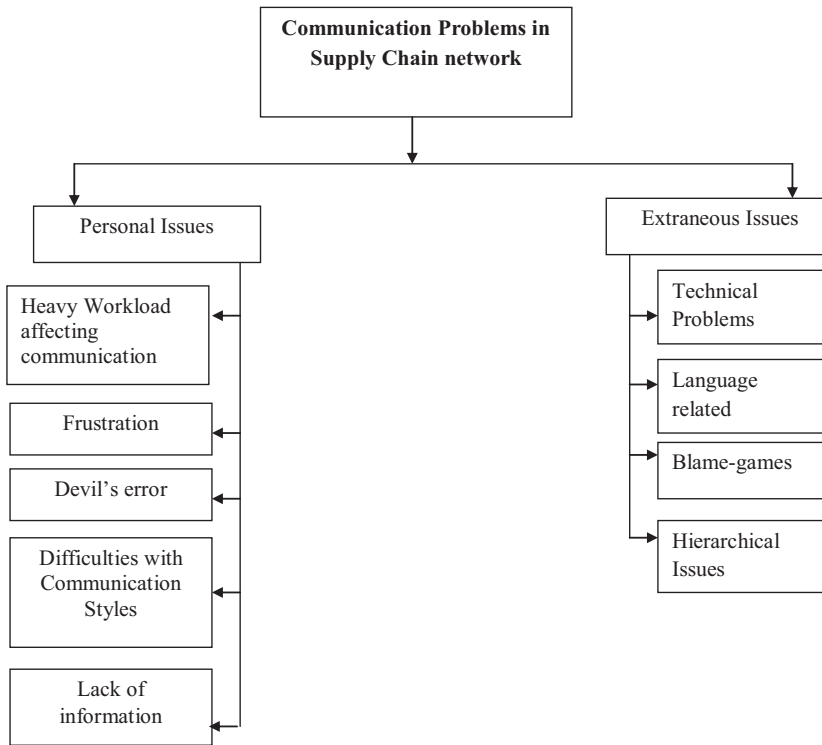 Communication Problems in
Supply Chain network
Personal Issues
Heavy Workload
affecting
communication
Frustration
Devil's error
Difficulties with
Communication
Styles
Lack of
information
Extraneous Issues
Technical
Problems
Language
related
Blame-games
Hierarchical
Issues